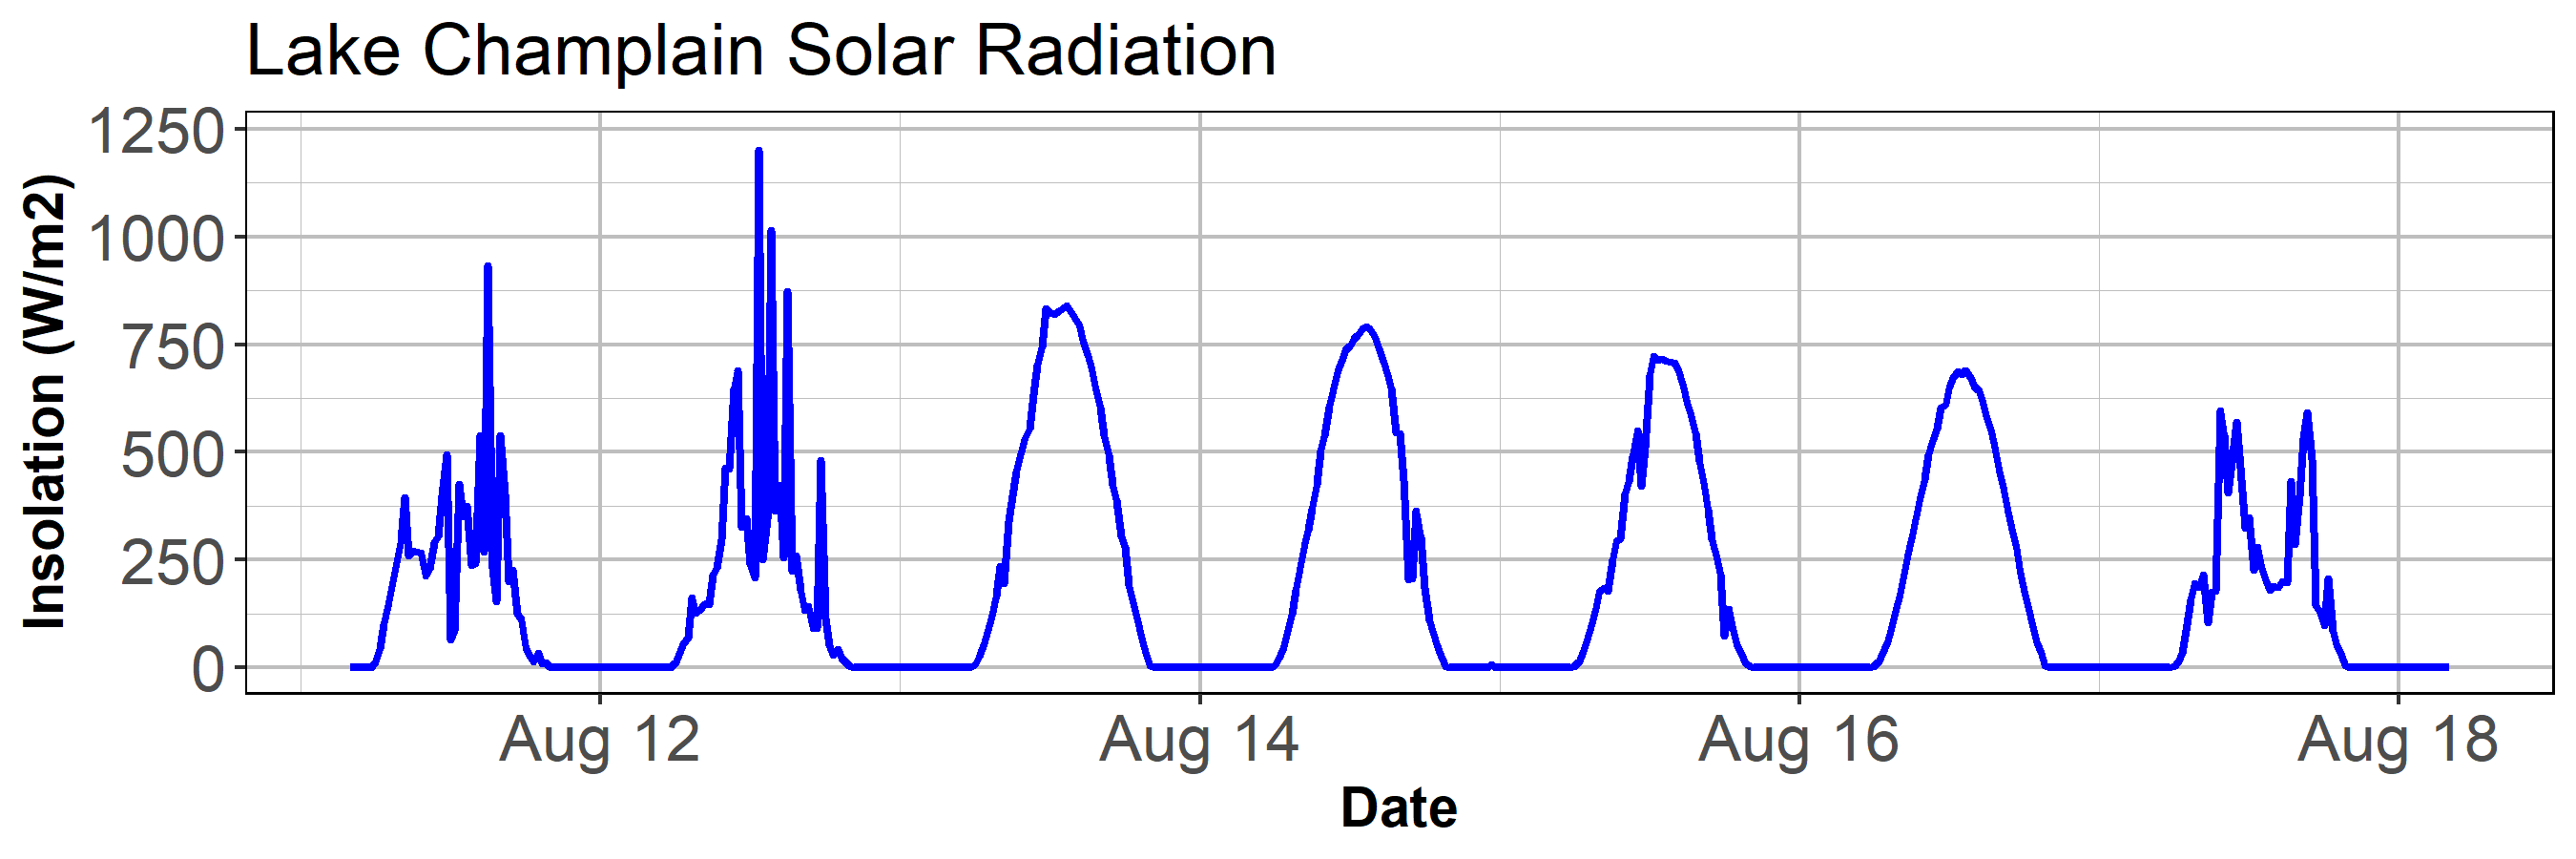 Lake Champlain Solar Radiation
Insolation (W/m2)
1250
1000
750
500
250
0
Aug 12
Aug 14
Aug 16
Aug 18
Date